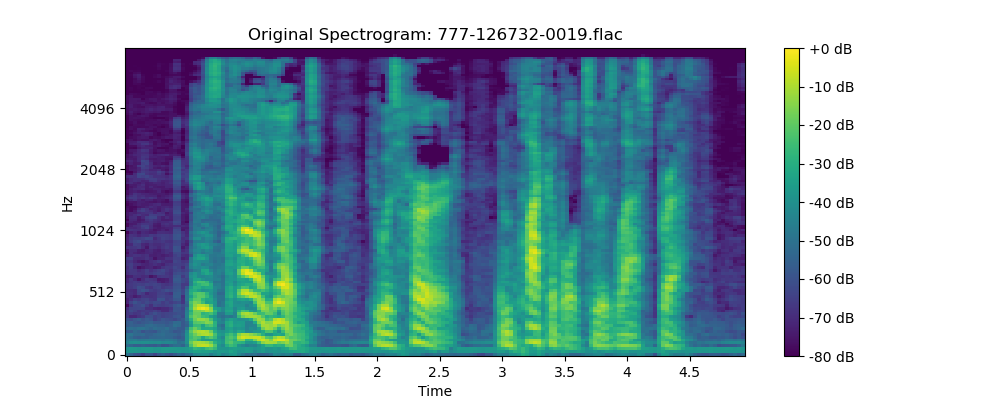 Original Spectrogram: 777-126732-0019.flac
Hz
4096
2048
1024
512
0
0 0.5 1 1.5 2 2.5 3 3.5 4 4.5
Time
+0 dB
-10 dB
-20 dB
-30 dB
-40 dB
-50 dB
-60 dB
-70 dB
-80 dB